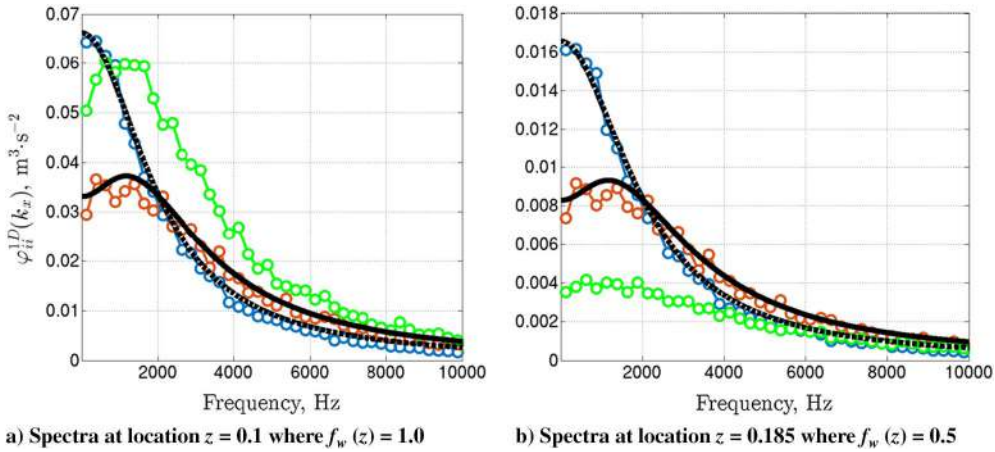 0.07
0.06
0.05
0.04
0.03
0.02
0.01
0
φ_{ii}^{1D}(k_x), m³·s⁻²
2000 4000 6000 8000 10000
Frequency, Hz
a) Spectra at location z = 0.1 where f_w (z) = 1.0
0.018
0.016
0.014
0.012
0.010
0.008
0.006
0.004
0.002
0
2000 4000 6000 8000 10000
Frequency, Hz
b) Spectra at location z = 0.185 where f_w (z) = 0.5